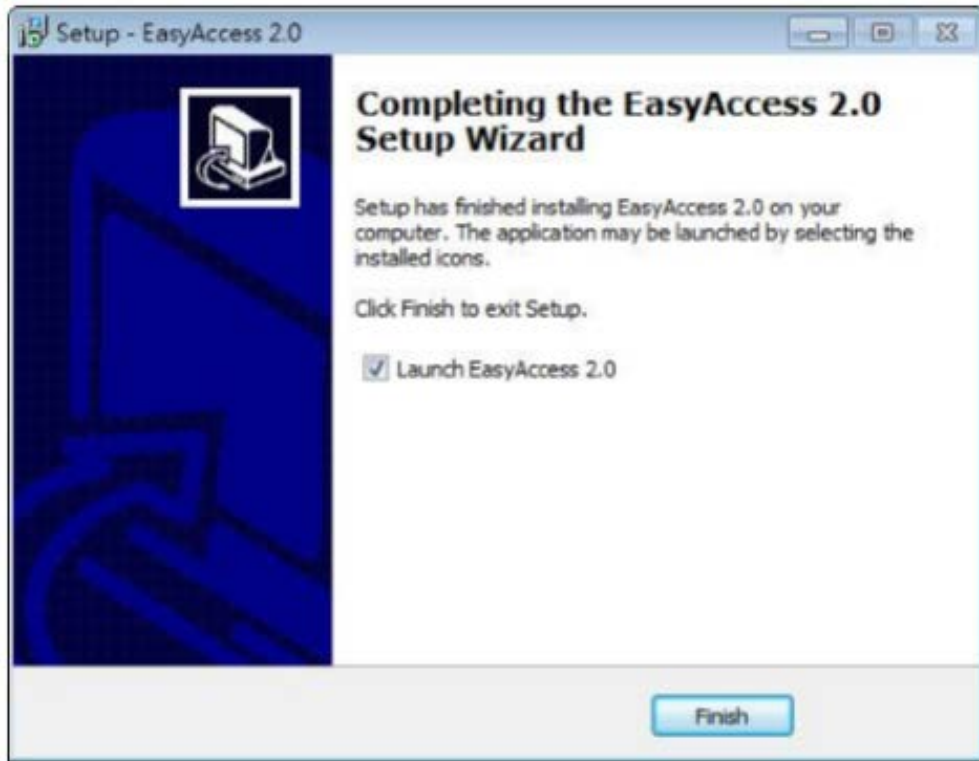 Setup - EasyAccess 2.0
Completing the EasyAccess 2.0
Setup Wizard
Setup has finished installing EasyAccess 2.0 on your
computer. The application may be launched by selecting the
installed icons.
Click Finish to exit Setup.
Launch EasyAccess 2.0
Finish